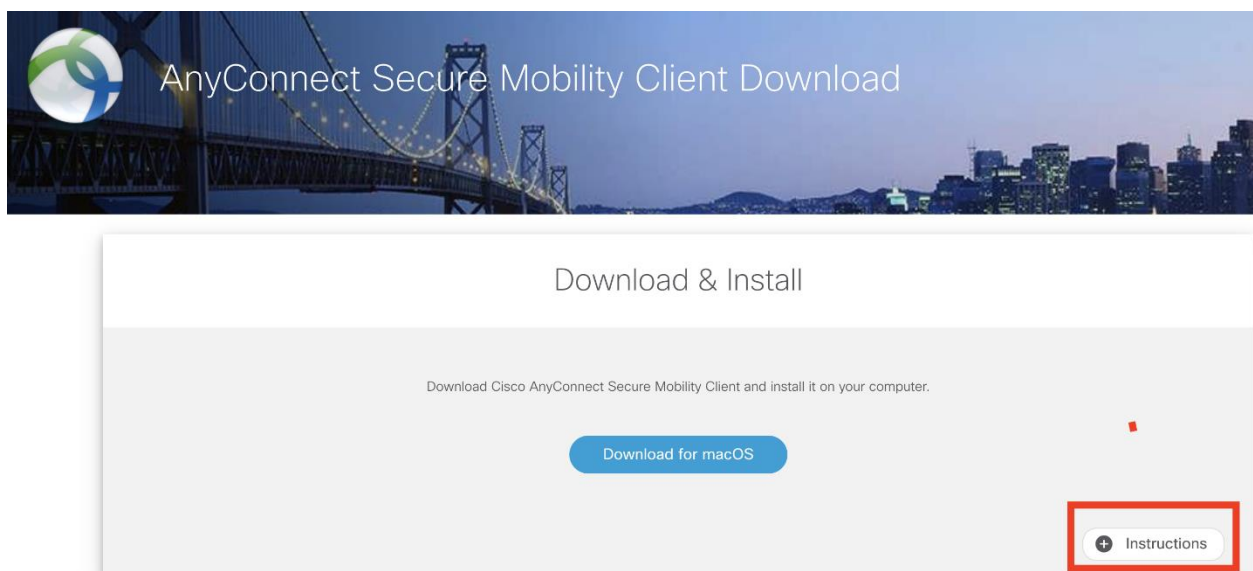 AnyConnect Secure Mobility Client Download
Download & Install
Download Cisco AnyConnect Secure Mobility Client and install it on your computer.
Download for macOS
Instructions